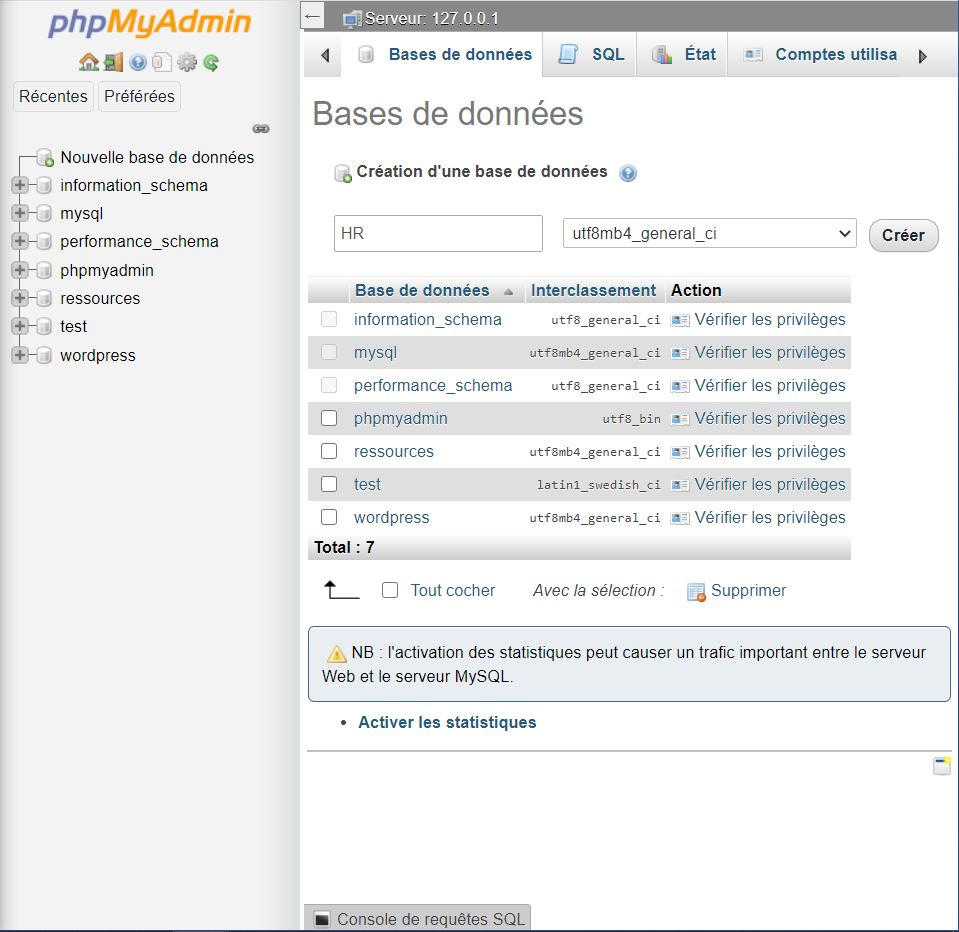 phpMyAdmin
Récentes Préférées
Nouvelle base de données
information_schema
mysql
performance_schema
phpmyadmin
ressources
test
wordpress
Serveur: 127.0.0.1
Bases de données SQL État Comptes utilisa
Bases de données
Création d'une base de données
HR utf8mb4_general_ci Créer
Base de données Interclassement Action
information_schema utf8_general_ci Vérifier les privilèges
mysql utf8mb4_general_ci Vérifier les privilèges
performance_schema utf8_general_ci Vérifier les privilèges
phpmyadmin utf8_bin Vérifier les privilèges
ressources utf8mb4_general_ci Vérifier les privilèges
test latin1_swedish_ci Vérifier les privilèges
wordpress utf8mb4_general_ci Vérifier les privilèges
Total : 7
Tout cocher Avec la sélection : Supprimer
NB : l'activation des statistiques peut causer un trafic important entre le serveur
Web et le serveur MySQL.
• Activer les statistiques
Console de requêtes SQL